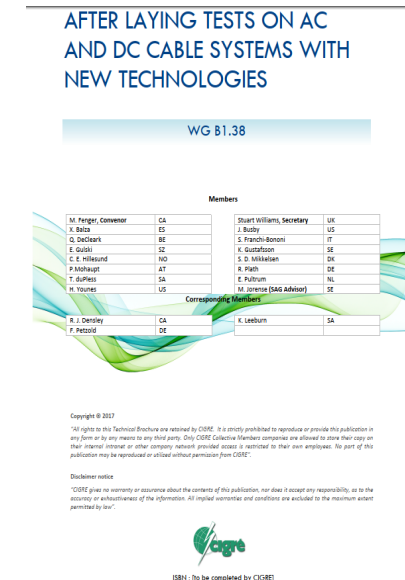 AFTER LAYING TESTS ON AC
AND DC CABLE SYSTEMS WITH
NEW TECHNOLOGIES
WG B1.38
Members
M. Fenger, Convenor CA
X. Balza ES
Q. DeCleark BE
E. Gulski SZ
C. E. Hillesund NO
P.Mohaupt AT
T. duPless SA
H. Younes US
Stuart Williams, Secretary UK
J. Busby US
S. Franchi-Bononi IT
K. Gustafsson SE
S. D. Mikkelsen DK
R. Plath DE
E. Pultrum NL
M. Jorense (SAG Advisor) SE
Corresponding Members
R. J. Densley CA
F. Petzold DE
K. Leeburn SA
Copyright © 2017
"All rights to this Technical Brochure are retained by CIGRE. It is strictly prohibited to reproduce or provide this publication in
any form or by any means to any third party. Only CIGRE Collective Members companies are allowed to store their copy on
their internal intranet or other company network provided access is restricted to their own employees. No part of this
publication may be reproduced or utilized without permission from CIGRE".
Disclaimer notice
"CIGRE gives no warranty or assurance about the contents of this publication, nor does it accept any responsibility, as to the
accuracy or exhaustiveness of the information. All implied warranties and conditions are excluded to the maximum extent
permitted by law".
cigré
ISBN : [to be completed by CIGRE]